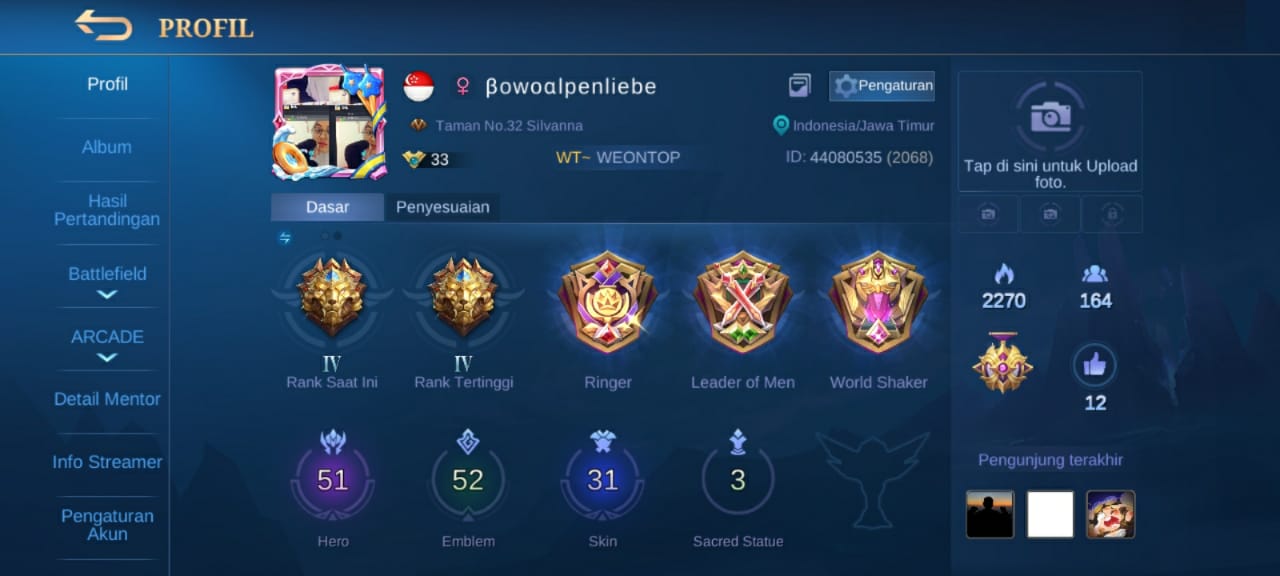 PROFIL
Profil
Album
Hasil
Pertandingan
Battlefield
ARCADE
Detail Mentor
Info Streamer
Pengaturan
Akun
βowoαlpenliebe
Pengaturan
Taman No.32 Silvanna
Indonesia/Jawa Timur
33
WT~ WEONTOP
ID: 44080535 (2068)
Dasar
Penyesuaian
IV
IV
Rank Saat Ini
Rank Tertinggi
Ringer
Leader of Men
World Shaker
51
52
31
3
Hero
Emblem
Skin
Sacred Statue
Tap di sini untuk Upload
foto.
2270
164
12
Pengunjung terakhir